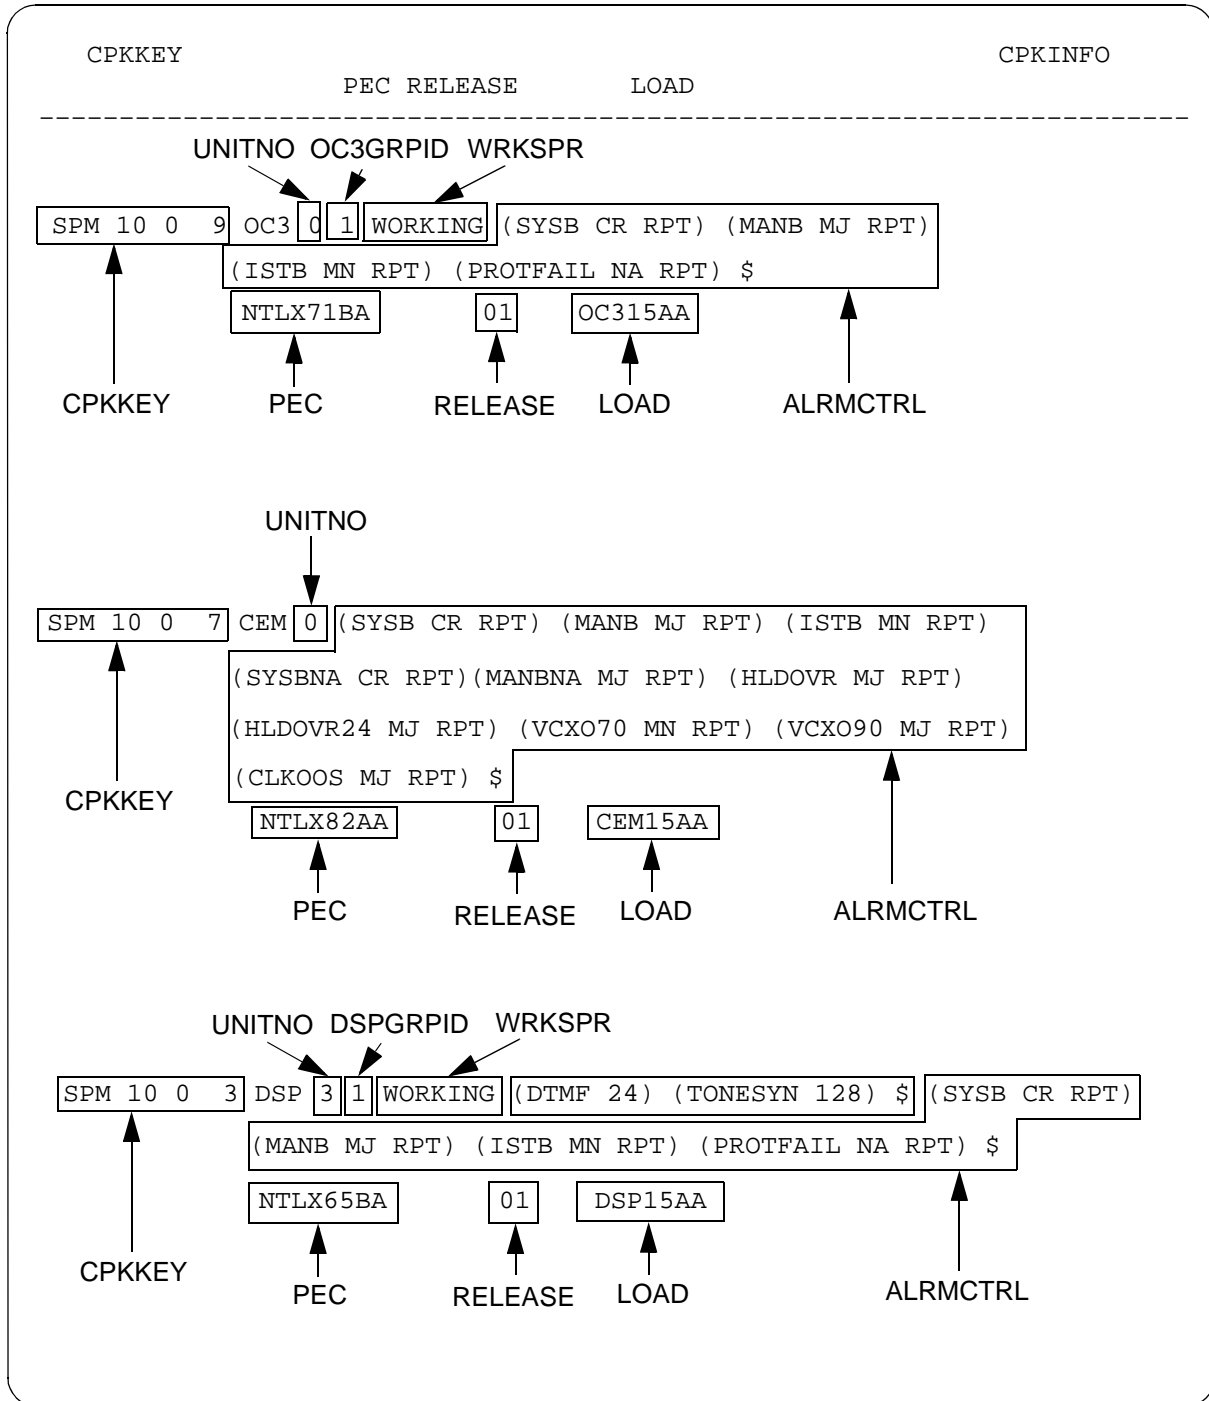 CPKKEY CPKINFO
PEC RELEASE LOAD
------------------------------------------------------------------------
UNITNO OC3GRPID WRKSPR
SPM 10 0 9 OC3 0 1 WORKING (SYSB CR RPT) (MANB MJ RPT)
(ISTB MN RPT) (PROTFAIL NA RPT) $
NTLX71BA 01 OC315AA
CPKKEY PEC RELEASE LOAD ALRMCTRL
UNITNO
SPM 10 0 7 CEM 0 (SYSB CR RPT) (MANB MJ RPT) (ISTB MN RPT)
(SYSBNA CR RPT)(MANBNA MJ RPT) (HLDOVR MJ RPT)
(HLDOVR24 MJ RPT) (VCXO70 MN RPT) (VCXO90 MJ RPT)
(CLKOOS MJ RPT) $
CPKKEY
NTLX82AA 01 CEM15AA
PEC RELEASE LOAD ALRMCTRL
UNITNO DSPGRPID WRKSPR
SPM 10 0 3 DSP 3 1 WORKING (DTMF 24) (TONESYN 128) $ (SYSB CR RPT)
(MANB MJ RPT) (ISTB MN RPT) (PROTFAIL NA RPT) $
NTLX65BA 01 DSP15AA
CPKKEY PEC RELEASE LOAD ALRMCTRL